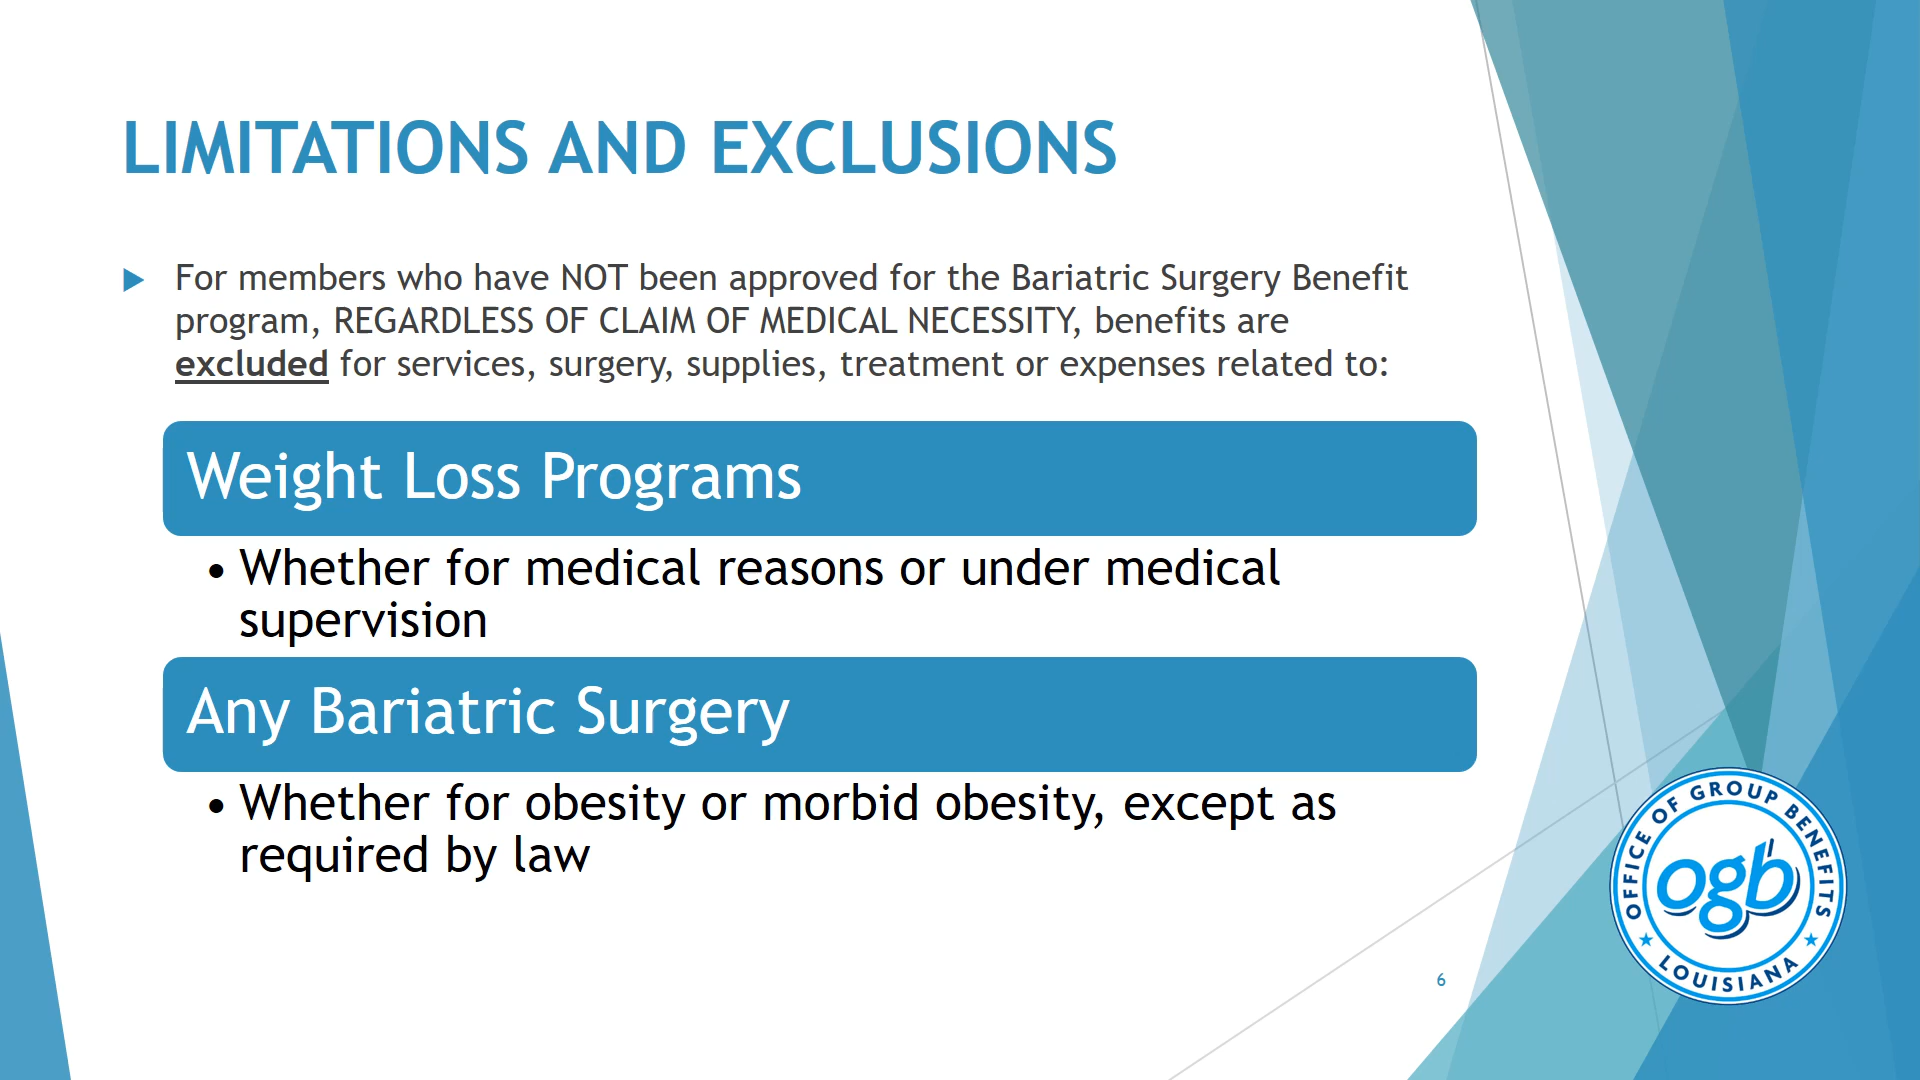 LIMITATIONS AND EXCLUSIONS
For members who have NOT been approved for the Bariatric Surgery Benefit
program, REGARDLESS OF CLAIM OF MEDICAL NECESSITY, benefits are
excluded for services, surgery, supplies, treatment or expenses related to:
Weight Loss Programs
• Whether for medical reasons or under medical
supervision
Any Bariatric Surgery
• Whether for obesity or morbid obesity, except as
required by law
6
OFFICE OF GROUP BENEFITS
ogb
LOUISIANA